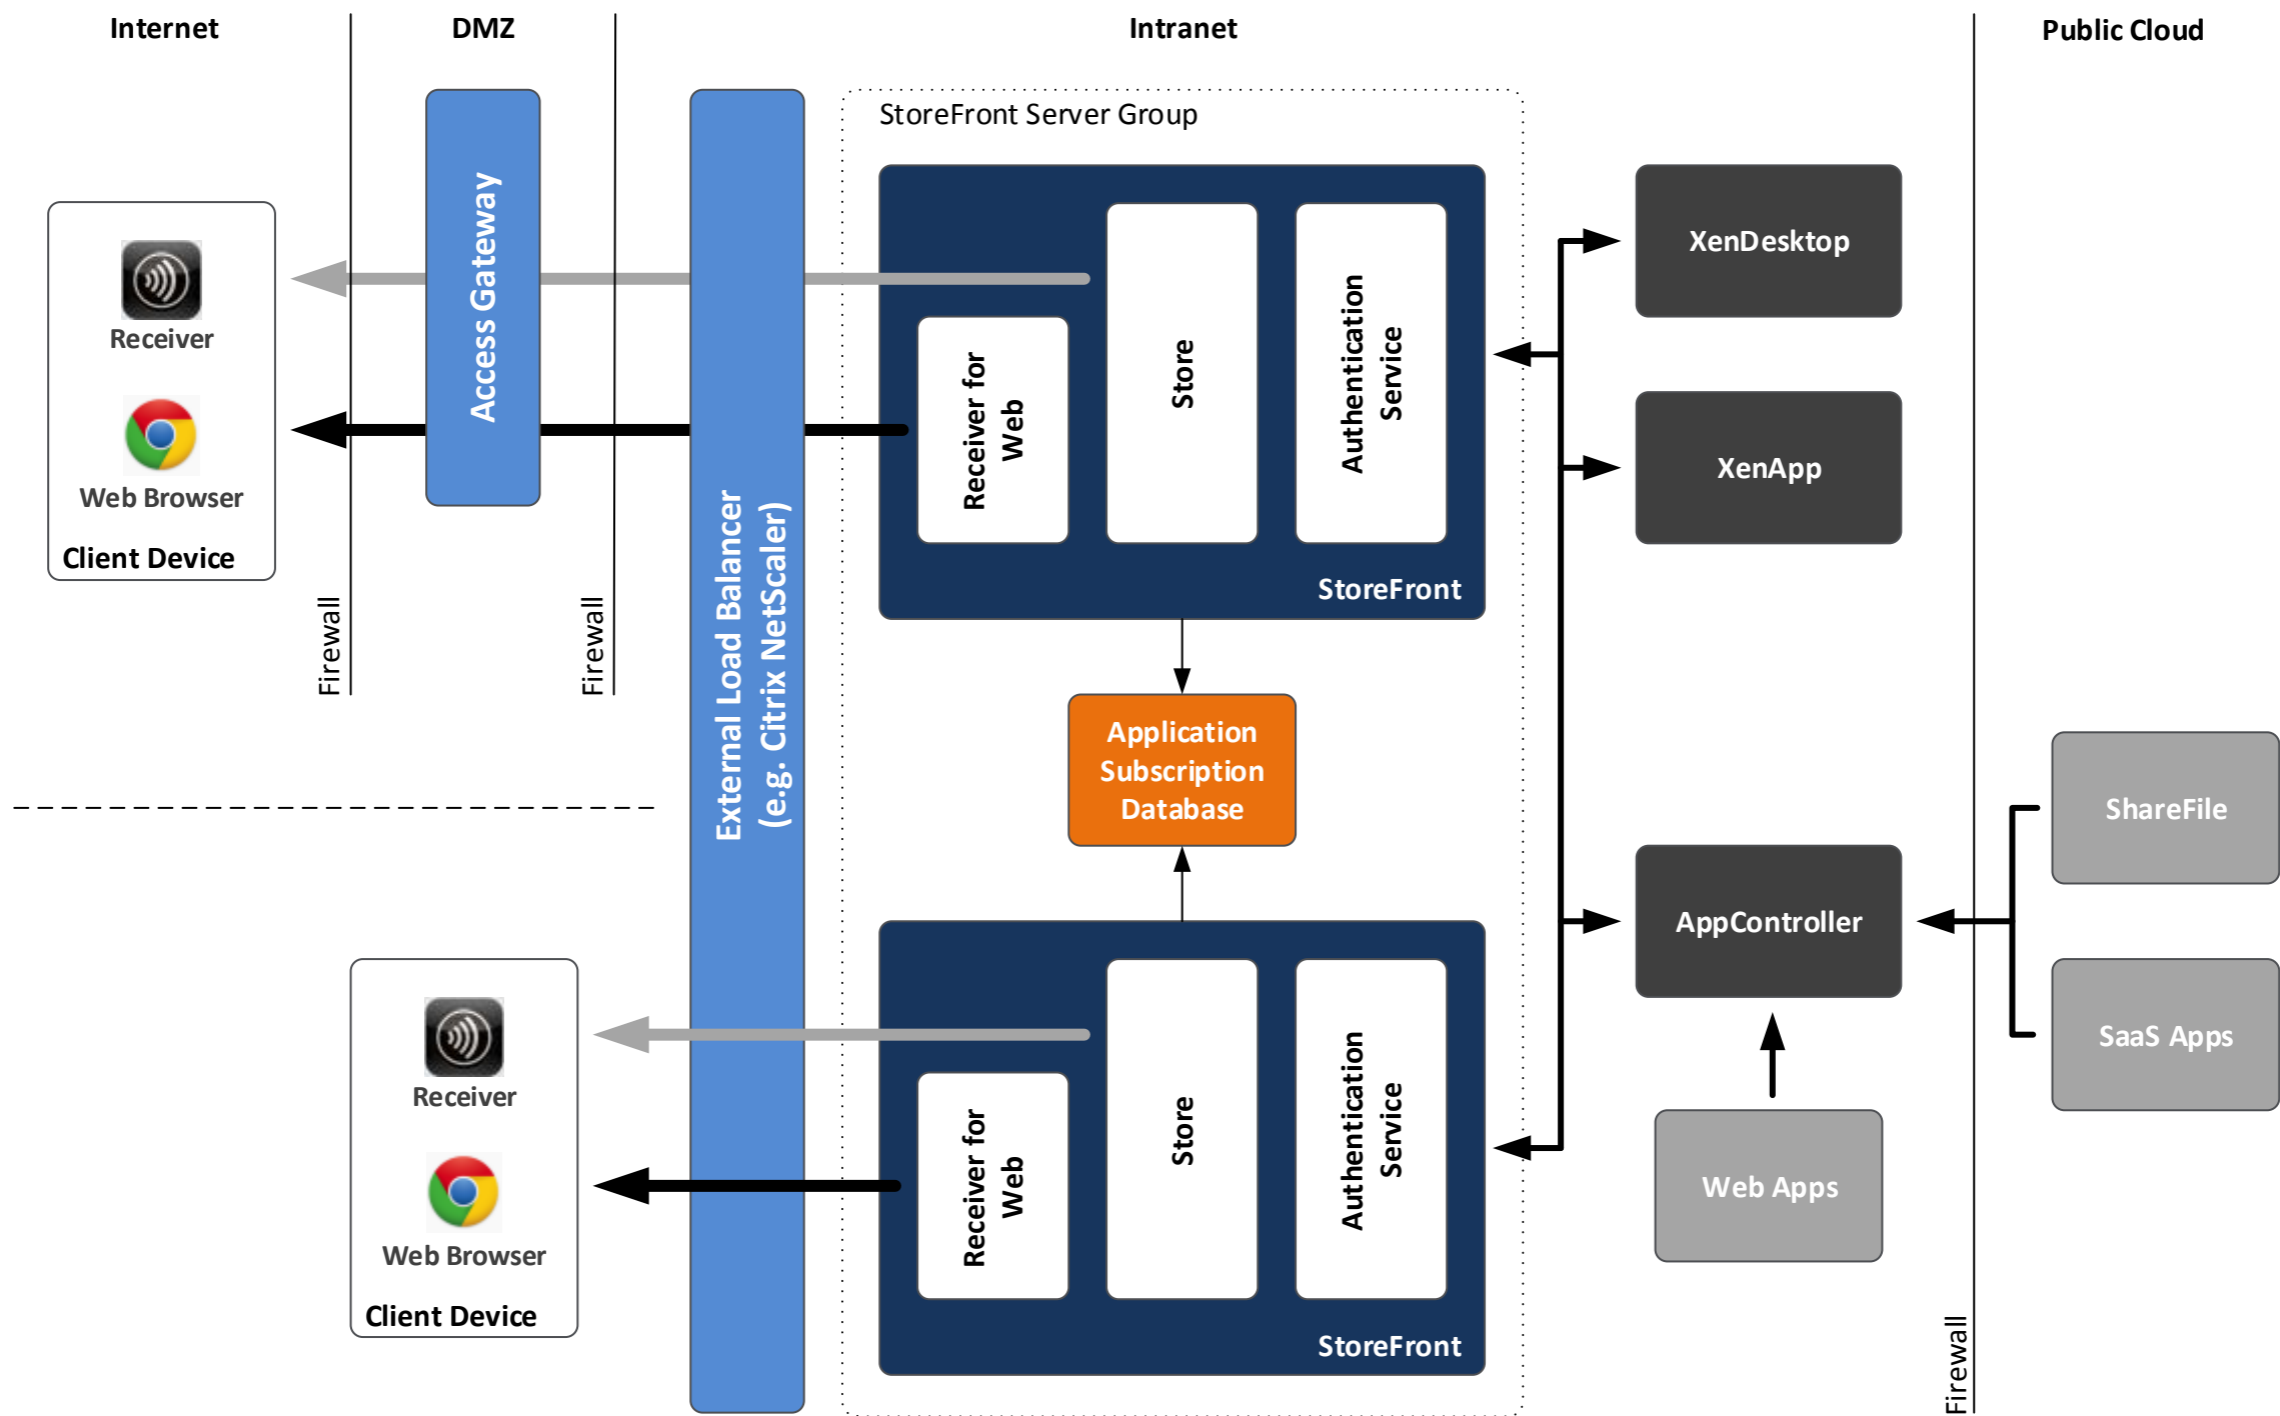 Internet
DMZ
Intranet
Public Cloud
StoreFront Server Group
Access Gateway
Receiver
Web Browser
Client Device
Firewall
Firewall
External Load Balancer
(e.g. Citrix NetScaler)
Receiver for
Web
Store
Authentication
Service
StoreFront
XenDesktop
XenApp
Application
Subscription
Database
ShareFile
AppController
SaaS Apps
Web Apps
Receiver
Web Browser
Client Device
Receiver for
Web
Store
Authentication
Service
StoreFront
Firewall